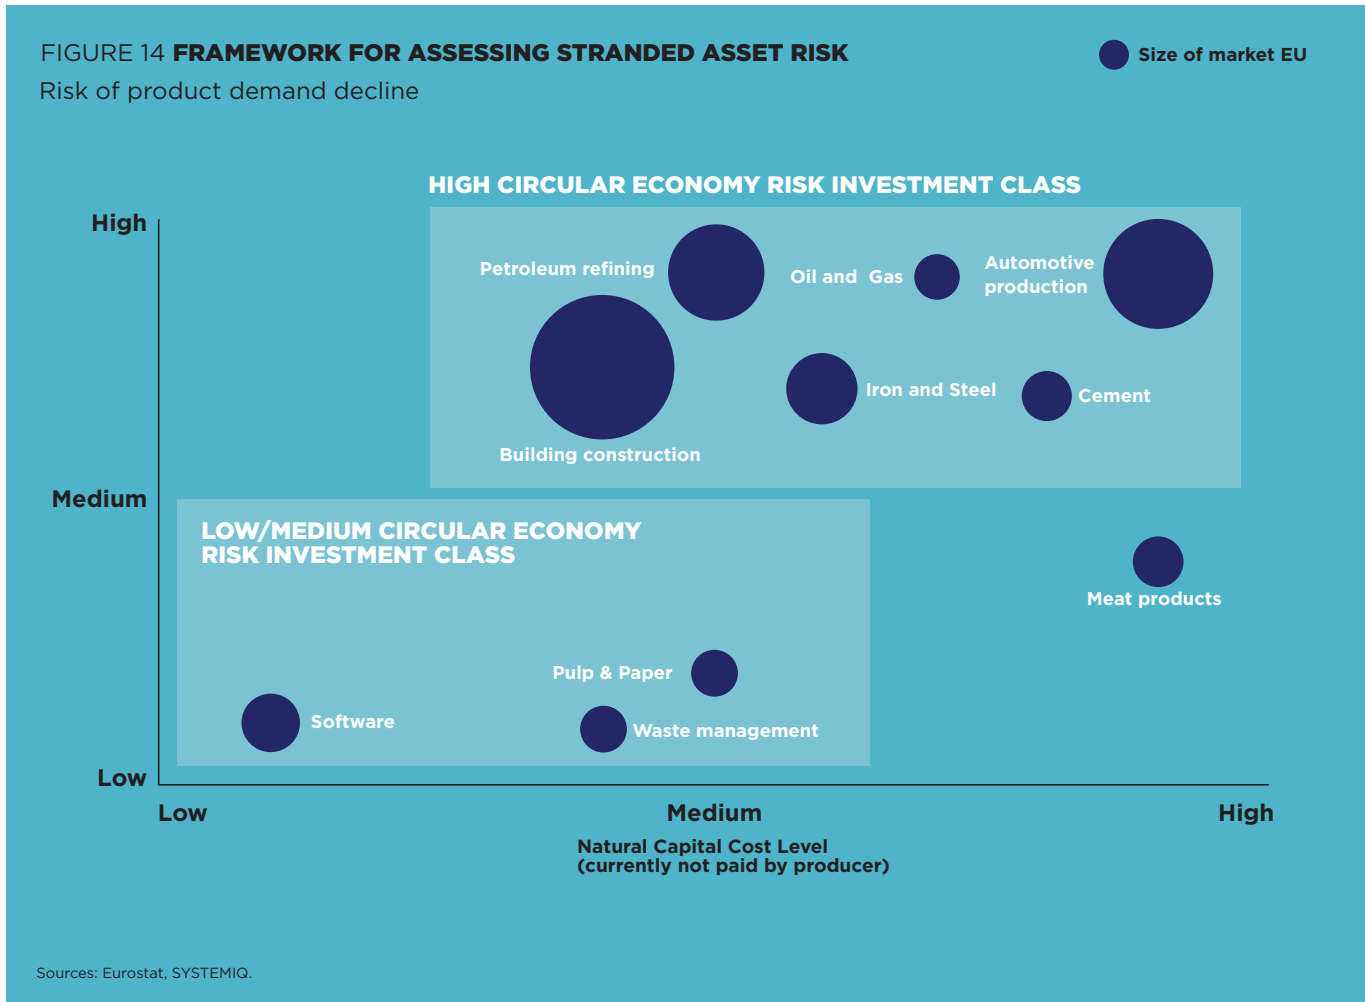 FIGURE 14 FRAMEWORK FOR ASSESSING STRANDED ASSET RISK
Size of market EU
Risk of product demand decline
HIGH CIRCULAR ECONOMY RISK INVESTMENT CLASS
High
Petroleum refining
Oil and Gas
Automotive
production
Iron and Steel
Cement
Building construction
Medium
LOW/MEDIUM CIRCULAR ECONOMY
RISK INVESTMENT CLASS
Meat products
Pulp & Paper
Software
Waste management
Low
Low
Medium
High
Natural Capital Cost Level
(currently not paid by producer)
Sources: Eurostat, SYSTEMIQ.